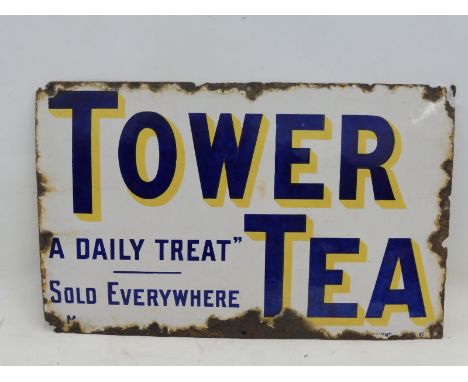 TOWER
TEA
A DAILY TREAT"
SOLD EVERYWHERE